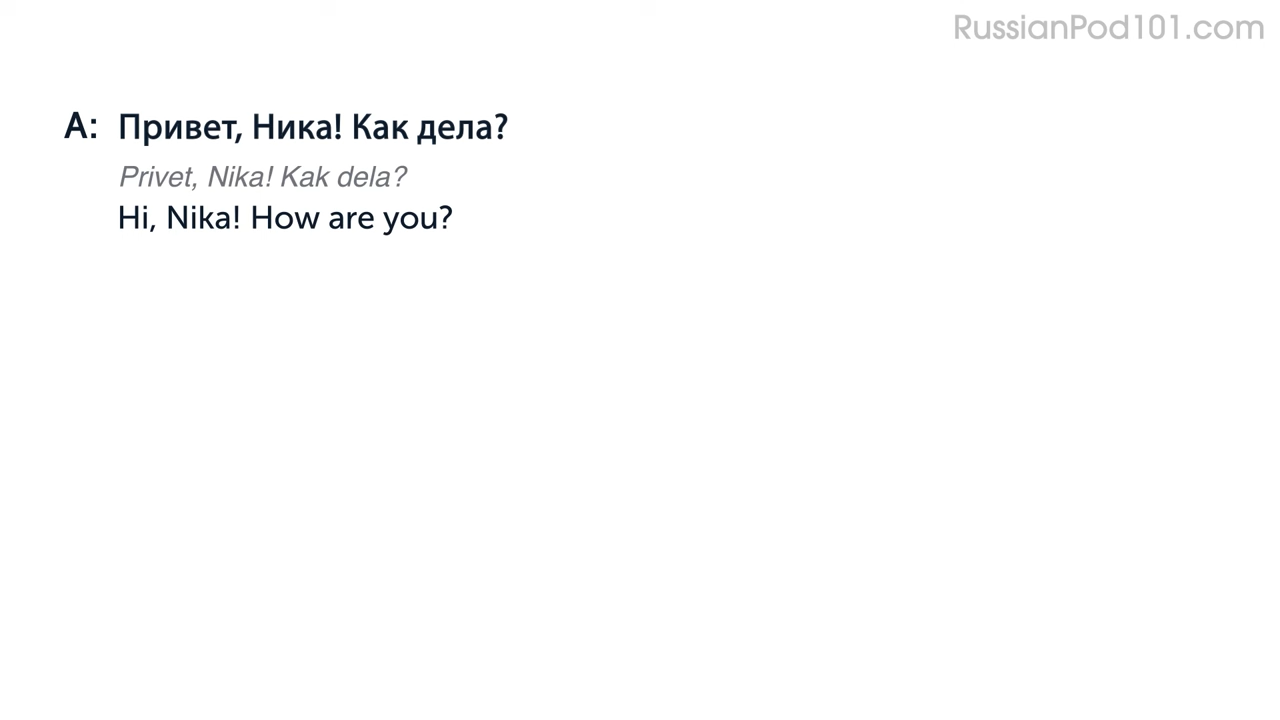 RussianPod101.com
A: Привет, Ника! Как дела?
Privet, Nika! Kak dela?
Hi, Nika! How are you?